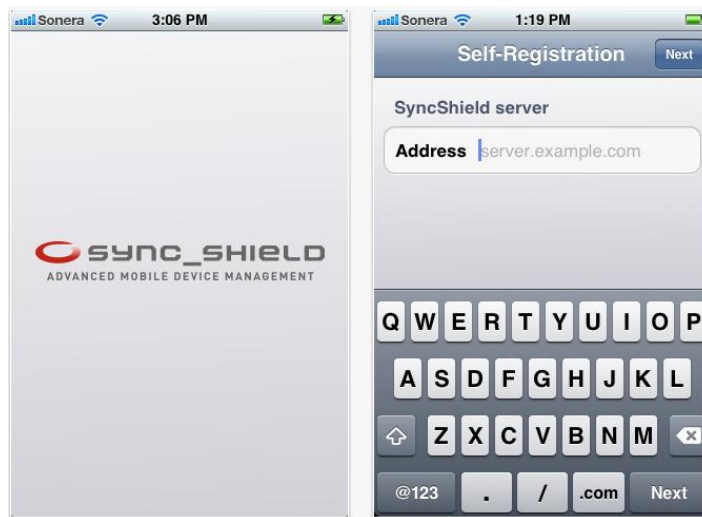 Sonera 3:06 PM
SYNC_SHIELD
ADVANCED MOBILE DEVICE MANAGEMENT
Sonera 1:19 PM
Self-Registration Next
SyncShield server
Address server.example.com
Q W E R T Y U I O P
A S D F G H J K L
Z X C V B N M
@123 . / .com Next